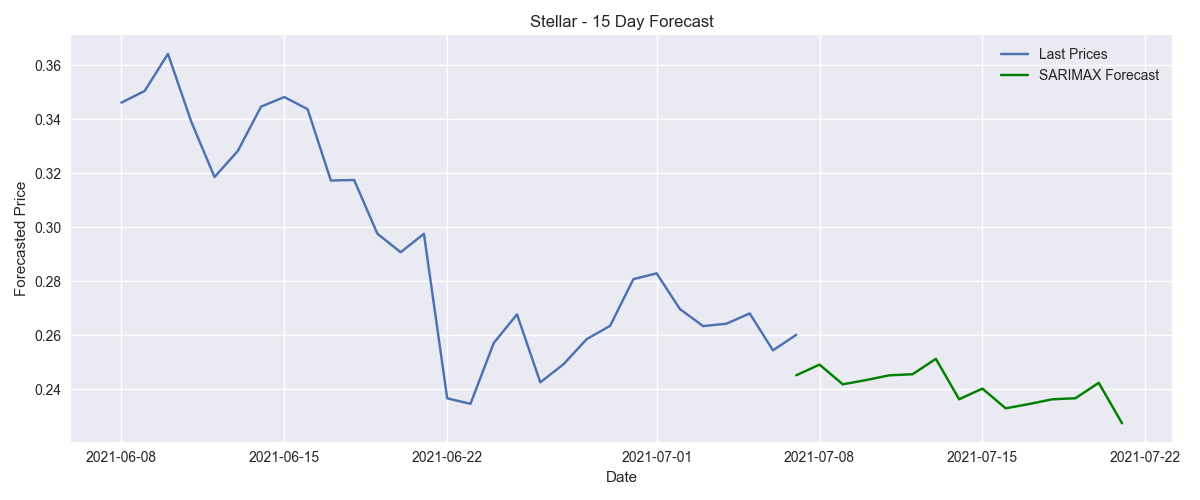 Stellar - 15 Day Forecast
Last Prices
SARIMAX Forecast
Forecasted Price
0.36
0.34
0.32
0.30
0.28
0.26
0.24
2021-06-08
2021-06-15
2021-06-22
2021-07-01
2021-07-08
2021-07-15
2021-07-22
Date